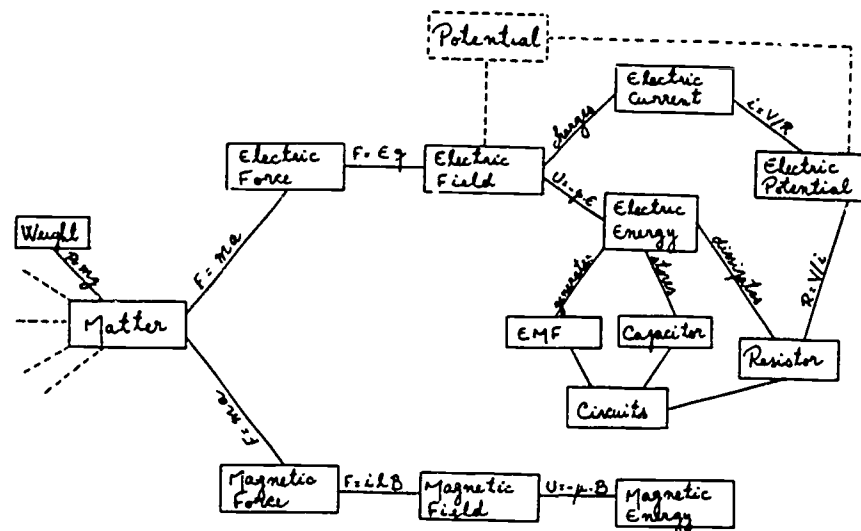 Potential
Electric
Current
charges
i=V/R
Electric
Force
F=Eq
Electric
Field
Electric
Potential
U=-p.E
Electric
Energy
Weight
P=mg
F=ma
generates
stores
dissipates
R=V/i
Matter
EMF
Capacitor
Resistor
Circuits
F=ma
Magnetic
Force
F=ilB
Magnetic
Field
U=-μ.B
Magnetic
Energy